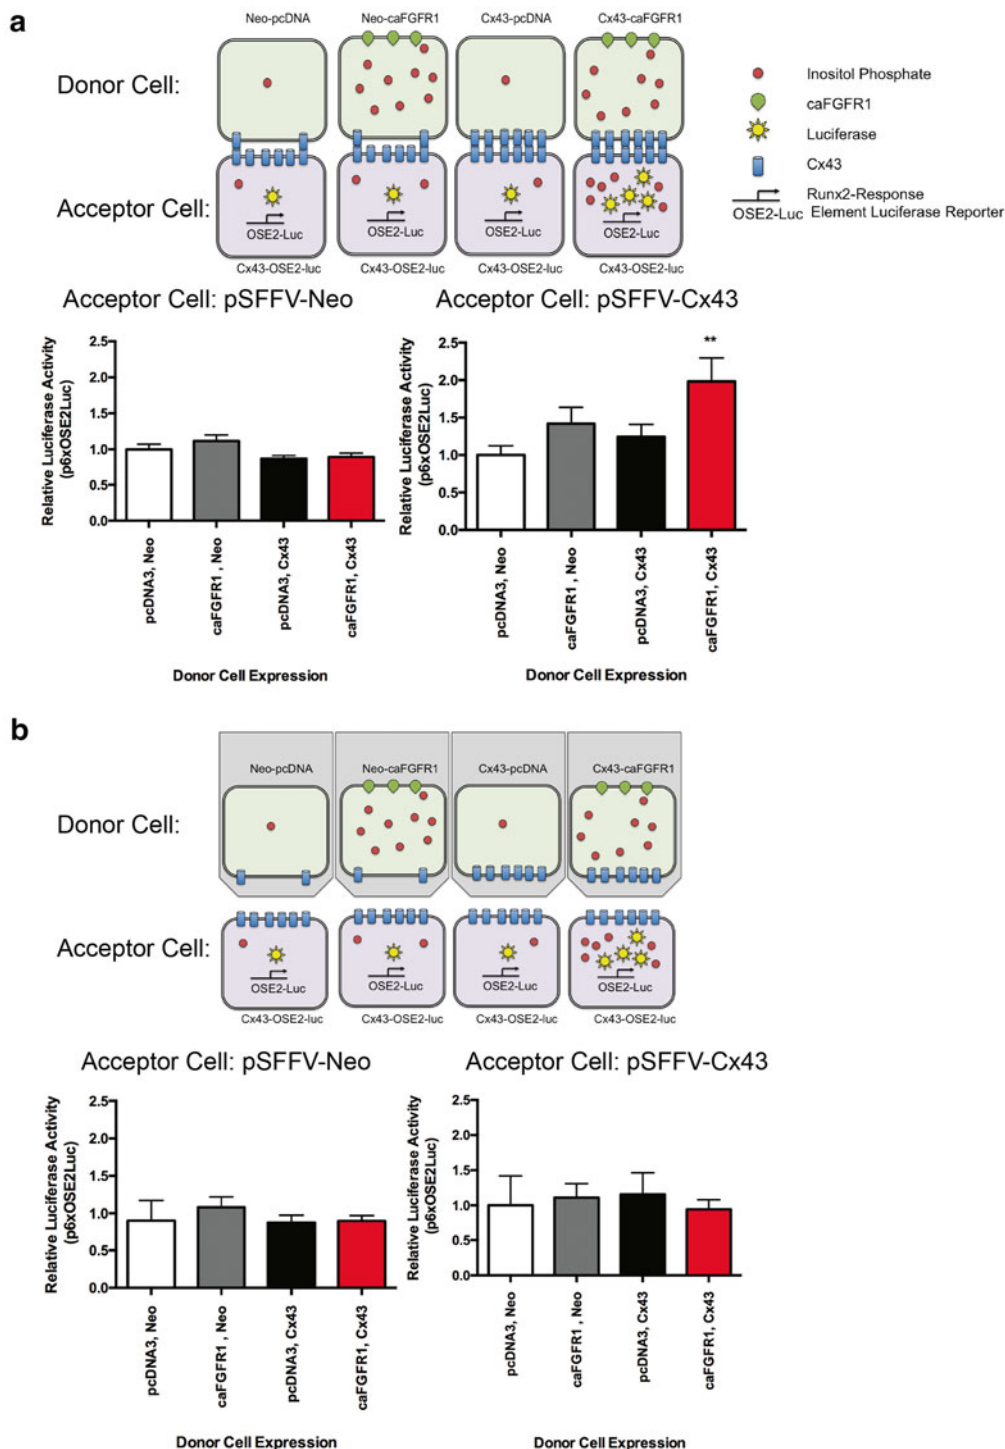 a
Neo-pcDNA Neo-caFGFR1 Cx43-pcDNA Cx43-caFGFR1
Donor Cell:
Inositol Phosphate
caFGFR1
Luciferase
Cx43
Runx2-Response
OSE2-Luc Element Luciferase Reporter
Acceptor Cell:
OSE2-Luc OSE2-Luc OSE2-Luc OSE2-Luc
Cx43-OSE2-luc Cx43-OSE2-luc Cx43-OSE2-luc Cx43-OSE2-luc
Acceptor Cell: pSFFV-Neo
Relative Luciferase Activity
(p6xOSE2Luc)
2.5
2.0
1.5
1.0
0.5
0.0
pcDNA3, Neo
caFGFR1 , Neo
pcDNA3, Cx43
caFGFR1, Cx43
Donor Cell Expression
Acceptor Cell: pSFFV-Cx43
Relative Luciferase Activity
(p6xOSE2Luc)
2.5
2.0
1.5
1.0
0.5
0.0
**
pcDNA3, Neo
caFGFR1 , Neo
pcDNA3, Cx43
caFGFR1, Cx43
Donor Cell Expression
b
Neo-pcDNA Neo-caFGFR1 Cx43-pcDNA Cx43-caFGFR1
Donor Cell:
Acceptor Cell:
OSE2-Luc OSE2-Luc OSE2-Luc OSE2-Luc
Cx43-OSE2-luc Cx43-OSE2-luc Cx43-OSE2-luc Cx43-OSE2-luc
Acceptor Cell: pSFFV-Neo
Relative Luciferase Activity
(p6xOSE2Luc)
2.5
2.0
1.5
1.0
0.5
0.0
pcDNA3, Neo
caFGFR1 , Neo
pcDNA3, Cx43
caFGFR1, Cx43
Donor Cell Expression
Acceptor Cell: pSFFV-Cx43
Relative Luciferase Activity
(p6xOSE2Luc)
2.5
2.0
1.5
1.0
0.5
0.0
pcDNA3, Neo
caFGFR1 , Neo
pcDNA3, Cx43
caFGFR1, Cx43
Donor Cell Expression